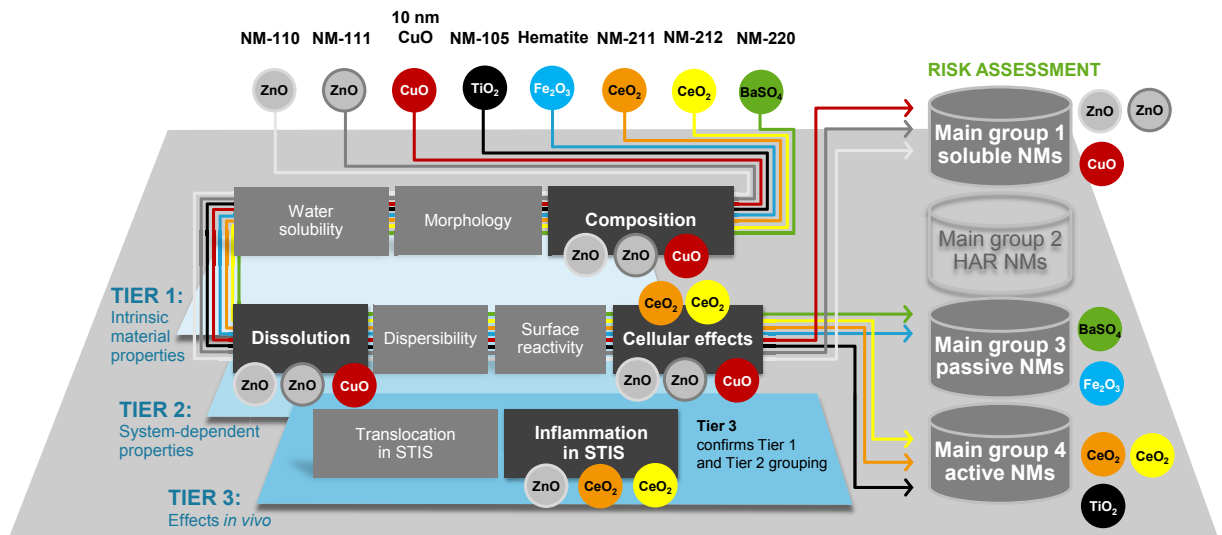 10 nm
NM-110
NM-111
CuO
NM-105
Hematite
NM-211
NM-212
NM-220
ZnO
ZnO
CuO
TiO₂
Fe₂O₃
CeO₂
CeO₂
BaSO₄
RISK ASSESSMENT
Main group 1
soluble NMs
ZnO
ZnO
CuO
Water
solubility
Morphology
Composition
ZnO
ZnO
CuO
Main group 2
HAR NMs
TIER 1:
Intrinsic
material
properties
CeO₂
CeO₂
Dissolution
Dispersibility
Surface
reactivity
Cellular effects
ZnO
ZnO
CuO
ZnO
ZnO
CuO
Main group 3
passive NMs
BaSO₄
Fe₂O₃
TIER 2:
System-dependent
properties
Translocation
in STIS
Inflammation
in STIS
Tier 3
confirms Tier 1
and Tier 2 grouping
ZnO
CeO₂
CeO₂
Main group 4
active NMs
CeO₂
CeO₂
TiO₂
TIER 3:
Effects in vivo